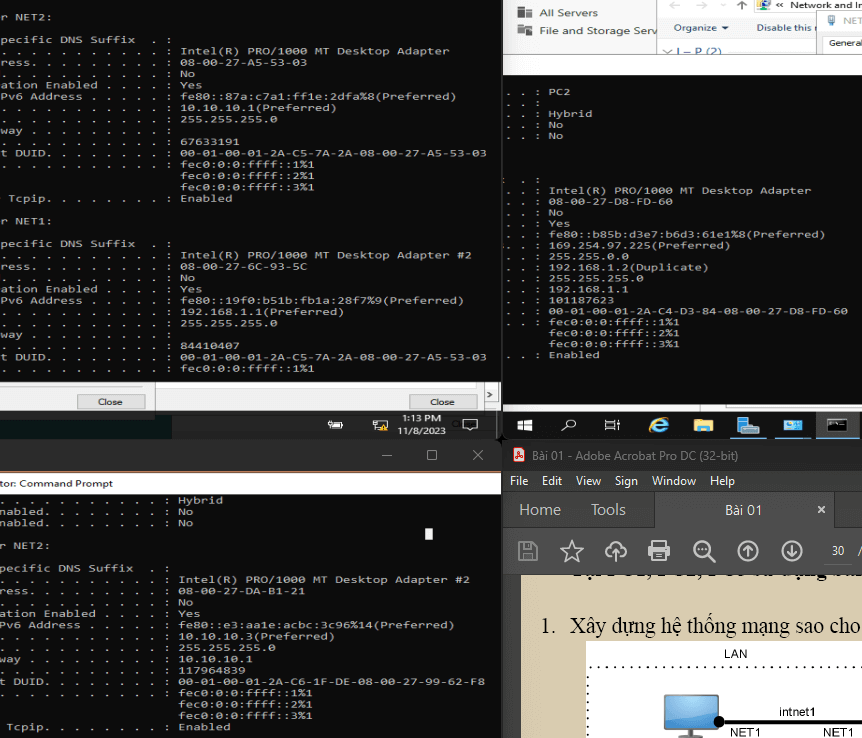 or NET2:
pecific DNS Suffix . :
. . . . . . . . . . . : Intel(R) PRO/1000 MT Desktop Adapter
ress. . . . . . . . . : 08-00-27-A5-53-03
. . . . . . . . . . . : No
ation Enabled . . . . : Yes
Pv6 Address . . . . . : fe80::87a:c7a1:ff1e:2dfa%8(Preferred)
. . . . . . . . . . . : 10.10.10.1(Preferred)
. . . . . . . . . . . : 255.255.255.0
way . . . . . . . . . :
. . . . . . . . . . . : 67633191
t DUID. . . . . . . . : 00-01-00-01-2A-C5-7A-2A-08-00-27-A5-53-03
. . . . . . . . . . . : fec0:0:0:ffff::1%1
fec0:0:0:ffff::2%1
fec0:0:0:ffff::3%1
r Tcpip. . . . . . . . : Enabled
r NET1:
pecific DNS Suffix . :
. . . . . . . . . . . : Intel(R) PRO/1000 MT Desktop Adapter #2
ress. . . . . . . . . : 08-00-27-6C-93-5C
. . . . . . . . . . . : No
ation Enabled . . . . : Yes
Pv6 Address . . . . . : fe80::19f0:b51b:fb1a:28f7%9(Preferred)
. . . . . . . . . . . : 192.168.1.1(Preferred)
. . . . . . . . . . . : 255.255.255.0
way . . . . . . . . . :
. . . . . . . . . . . : 84410407
t DUID. . . . . . . . : 00-01-00-01-2A-C5-7A-2A-08-00-27-A5-53-03
. . . . . . . . . . . : fec0:0:0:ffff::1%1
Close
Close
1:13 PM
11/8/2023
All Servers
File and Storage Serv
« Network and In
Organize
Disable this
I – P (2)
NET
General
. . : PC2
. . :
. . : Hybrid
. . : No
. . : No
. . :
. . : Intel(R) PRO/1000 MT Desktop Adapter
. . : 08-00-27-D8-FD-60
. . : No
. . : Yes
. . : fe80::b85b:d3e7:b6d3:61e1%8(Preferred)
. . : 169.254.97.225(Preferred)
. . : 255.255.0.0
. . : 192.168.1.2(Duplicate)
. . : 255.255.255.0
. . : 192.168.1.1
. . : 101187623
. . : 00-01-00-01-2A-C4-D3-84-08-00-27-D8-FD-60
. . : fec0:0:0:ffff::1%1
fec0:0:0:ffff::2%1
fec0:0:0:ffff::3%1
. . : Enabled
tor: Command Prompt
. . . . . . . . . . . : Hybrid
nabled. . . . . . . . : No
nabled. . . . . . . . : No
r NET2:
pecific DNS Suffix . :
. . . . . . . . . . . : Intel(R) PRO/1000 MT Desktop Adapter #2
ress. . . . . . . . . : 08-00-27-DA-B1-21
. . . . . . . . . . . : No
ation Enabled . . . . : Yes
Pv6 Address . . . . . : fe80::e3:aa1e:acbc:3c96%14(Preferred)
. . . . . . . . . . . : 10.10.10.3(Preferred)
. . . . . . . . . . . : 255.255.255.0
way . . . . . . . . . : 10.10.10.1
. . . . . . . . . . . : 117964839
t DUID. . . . . . . . : 00-01-00-01-2A-C6-1F-DE-08-00-27-99-62-F8
. . . . . . . . . . . : fec0:0:0:ffff::1%1
fec0:0:0:ffff::2%1
fec0:0:0:ffff::3%1
Tcpip. . . . . . . . : Enabled
Bài 01 - Adobe Acrobat Pro DC (32-bit)
File Edit View Sign Window Help
Home Tools Bài 01
30 /
1. Xây dựng hệ thống mạng sao cho
LAN
intnet1
NET1
NET1